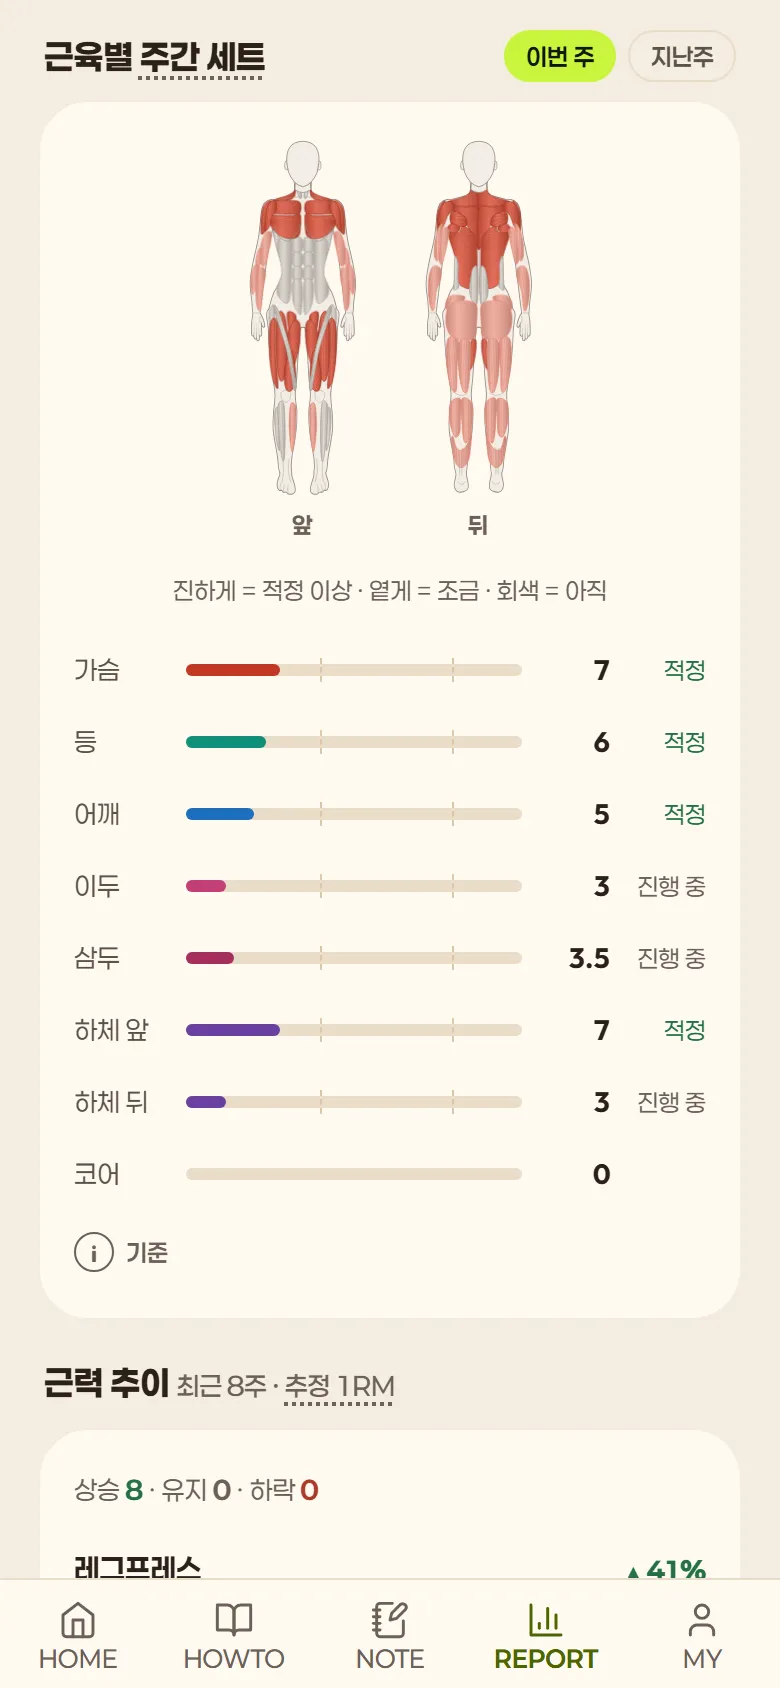 근육별 주간 세트
이번 주 지난주
앞 뒤
진하게 = 적정 이상 · 옅게 = 조금 · 회색 = 아직
가슴 7 적정
등 6 적정
어깨 5 적정
이두 3 진행 중
삼두 3.5 진행 중
하체 앞 7 적정
하체 뒤 3 진행 중
코어 0
i 기준
근력 추이 최근 8주 · 추정 1RM
상승 8 · 유지 0 · 하락 0
레그프레스 ▲ 41%
HOME HOWTO NOTE REPORT MY